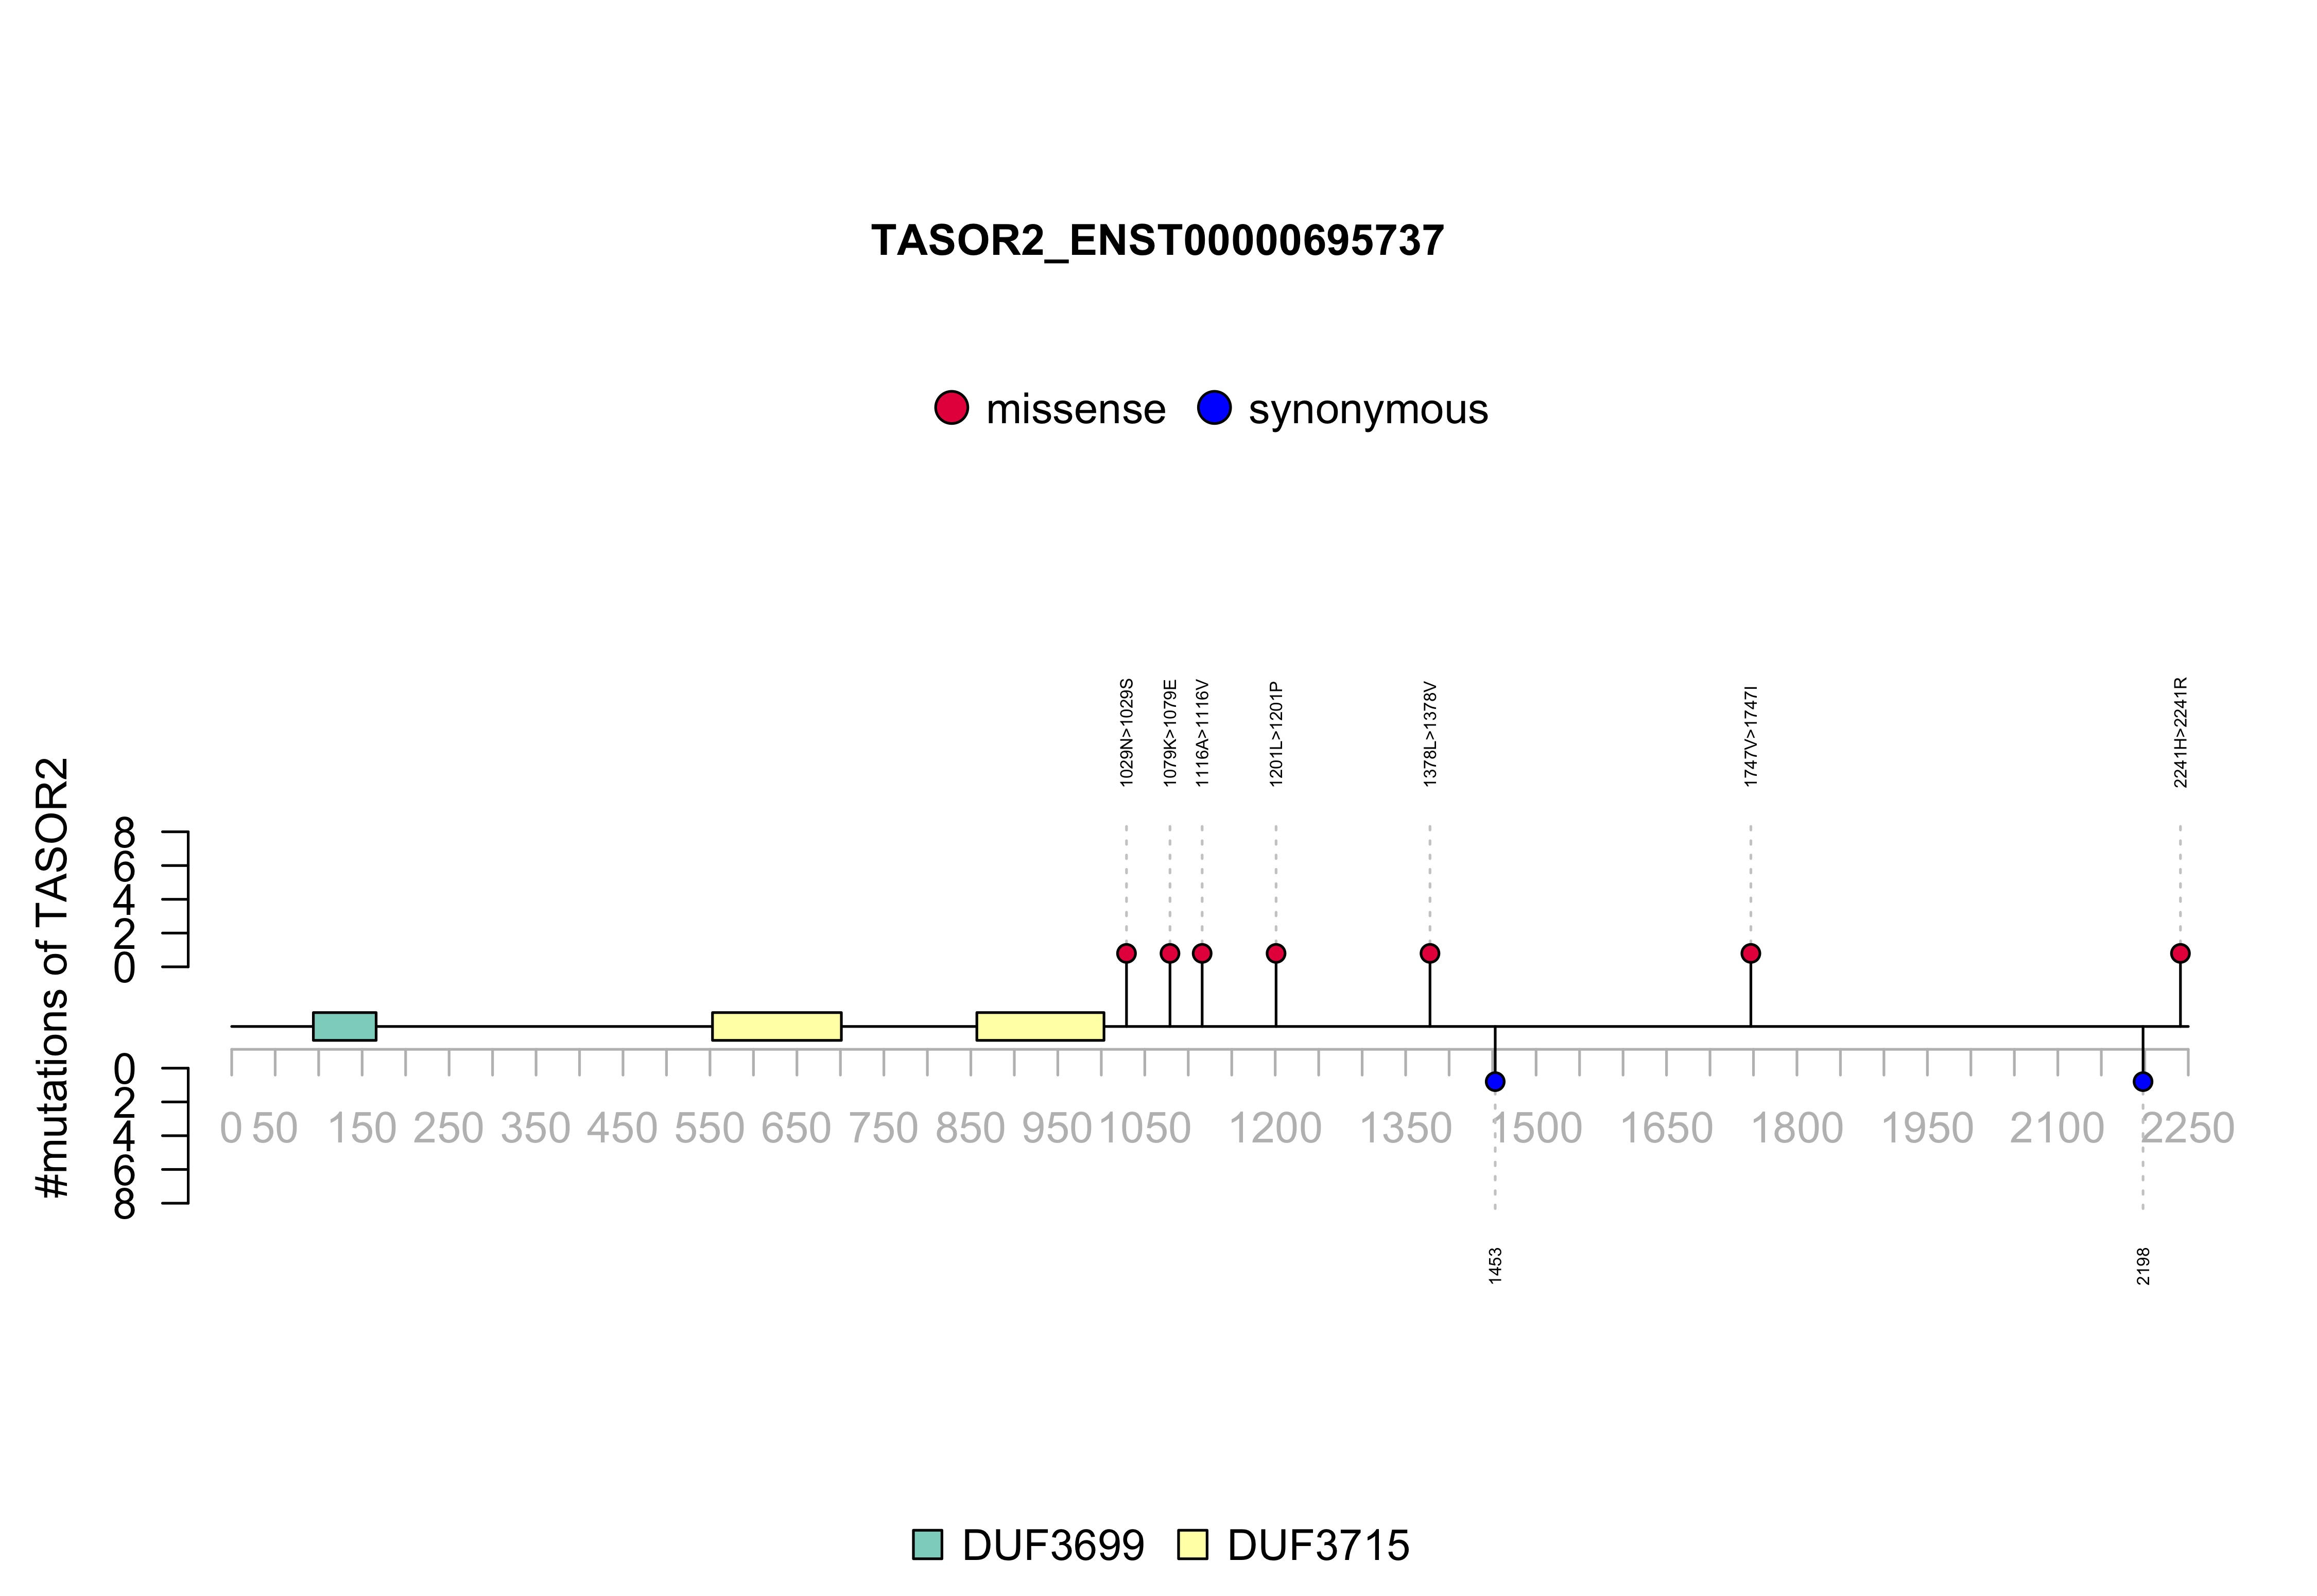 TASOR2_ENST00000695737
missense synonymous
1029N>1029S
1079K>1079E
1116A>1116V
1201L>1201P
1378L>1378V
1747V>1747I
2241H>2241R
#mutations of TASOR2
8
6
4
2
0
0
2
4
6
8
0 50 150 250 350 450 550 650 750 850 950 1050 1200 1350 1500 1650 1800 1950 2100 2250
1453
2198
DUF3699 DUF3715